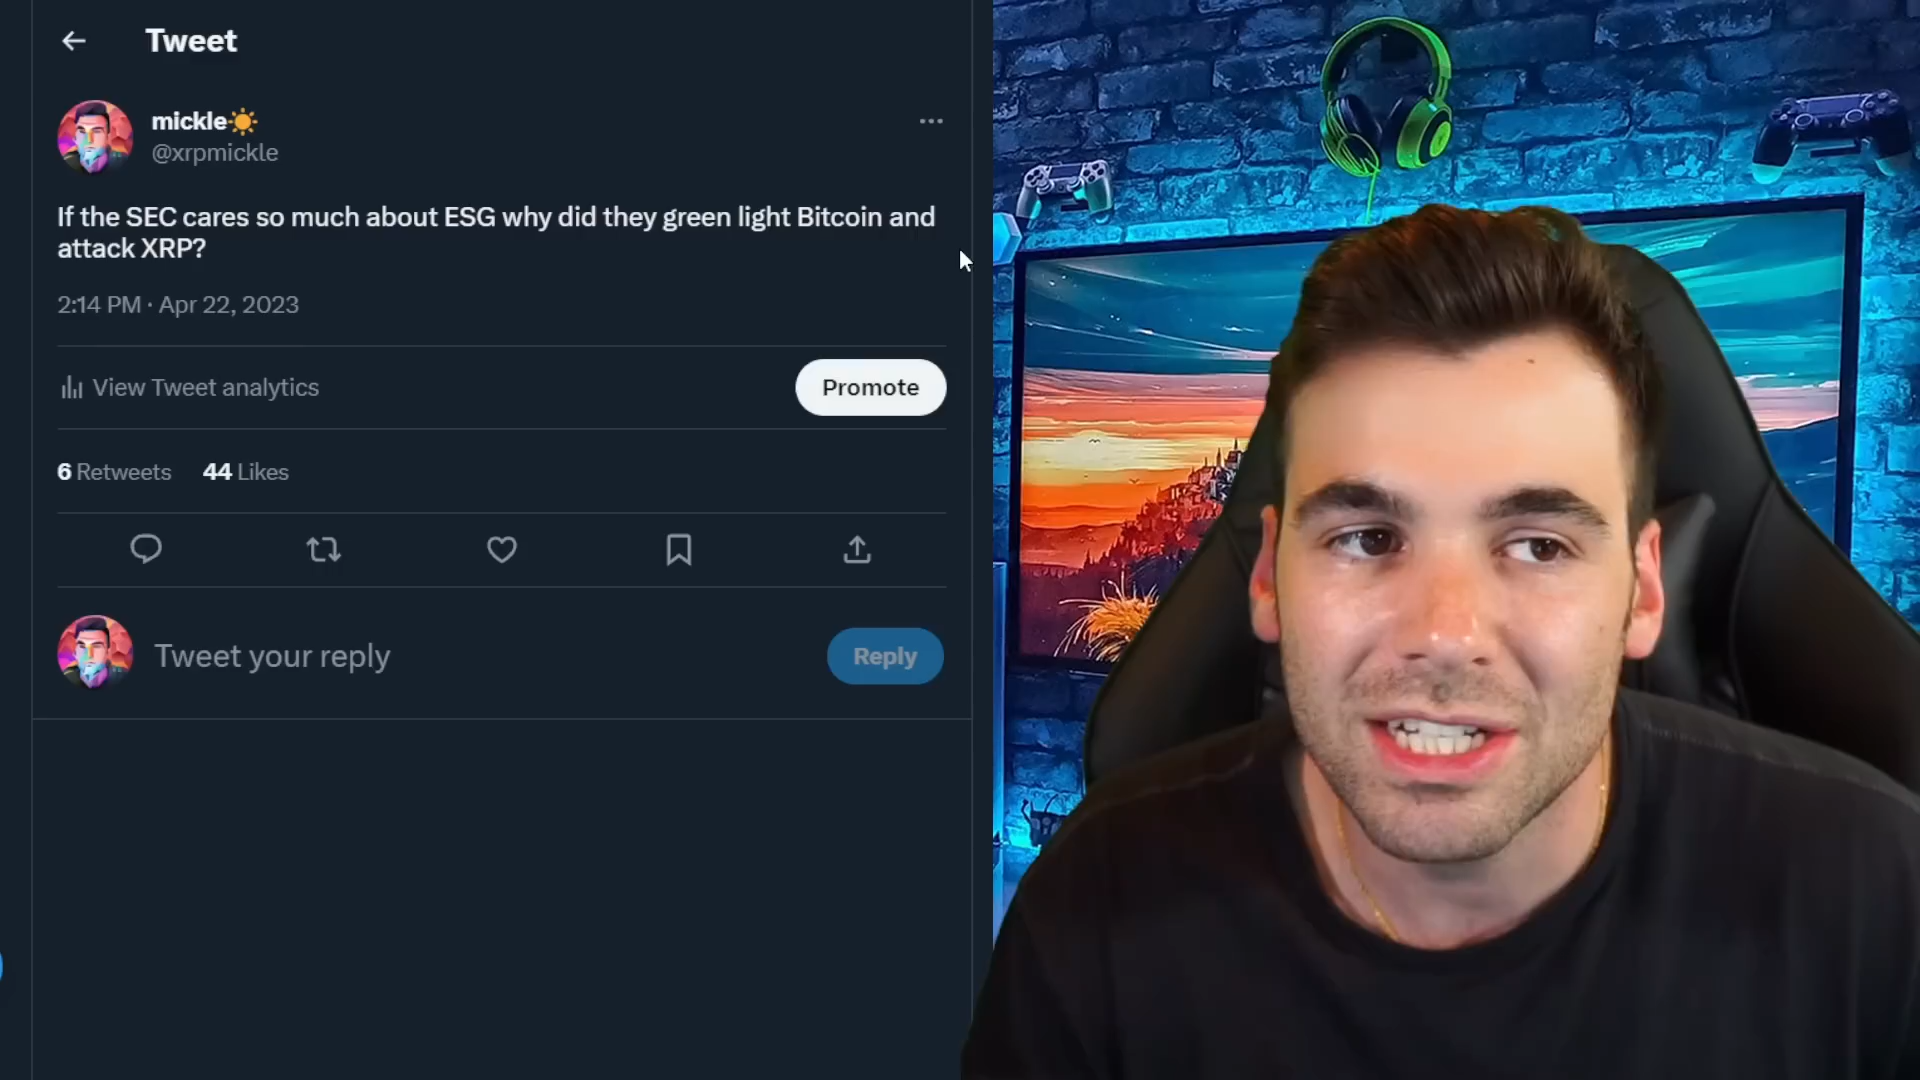 Tweet
mickle☀️
@xrpmickle
If the SEC cares so much about ESG why did they green light Bitcoin and
attack XRP?
2:14 PM · Apr 22, 2023
View Tweet analytics
Promote
6 Retweets 44 Likes
Tweet your reply
Reply